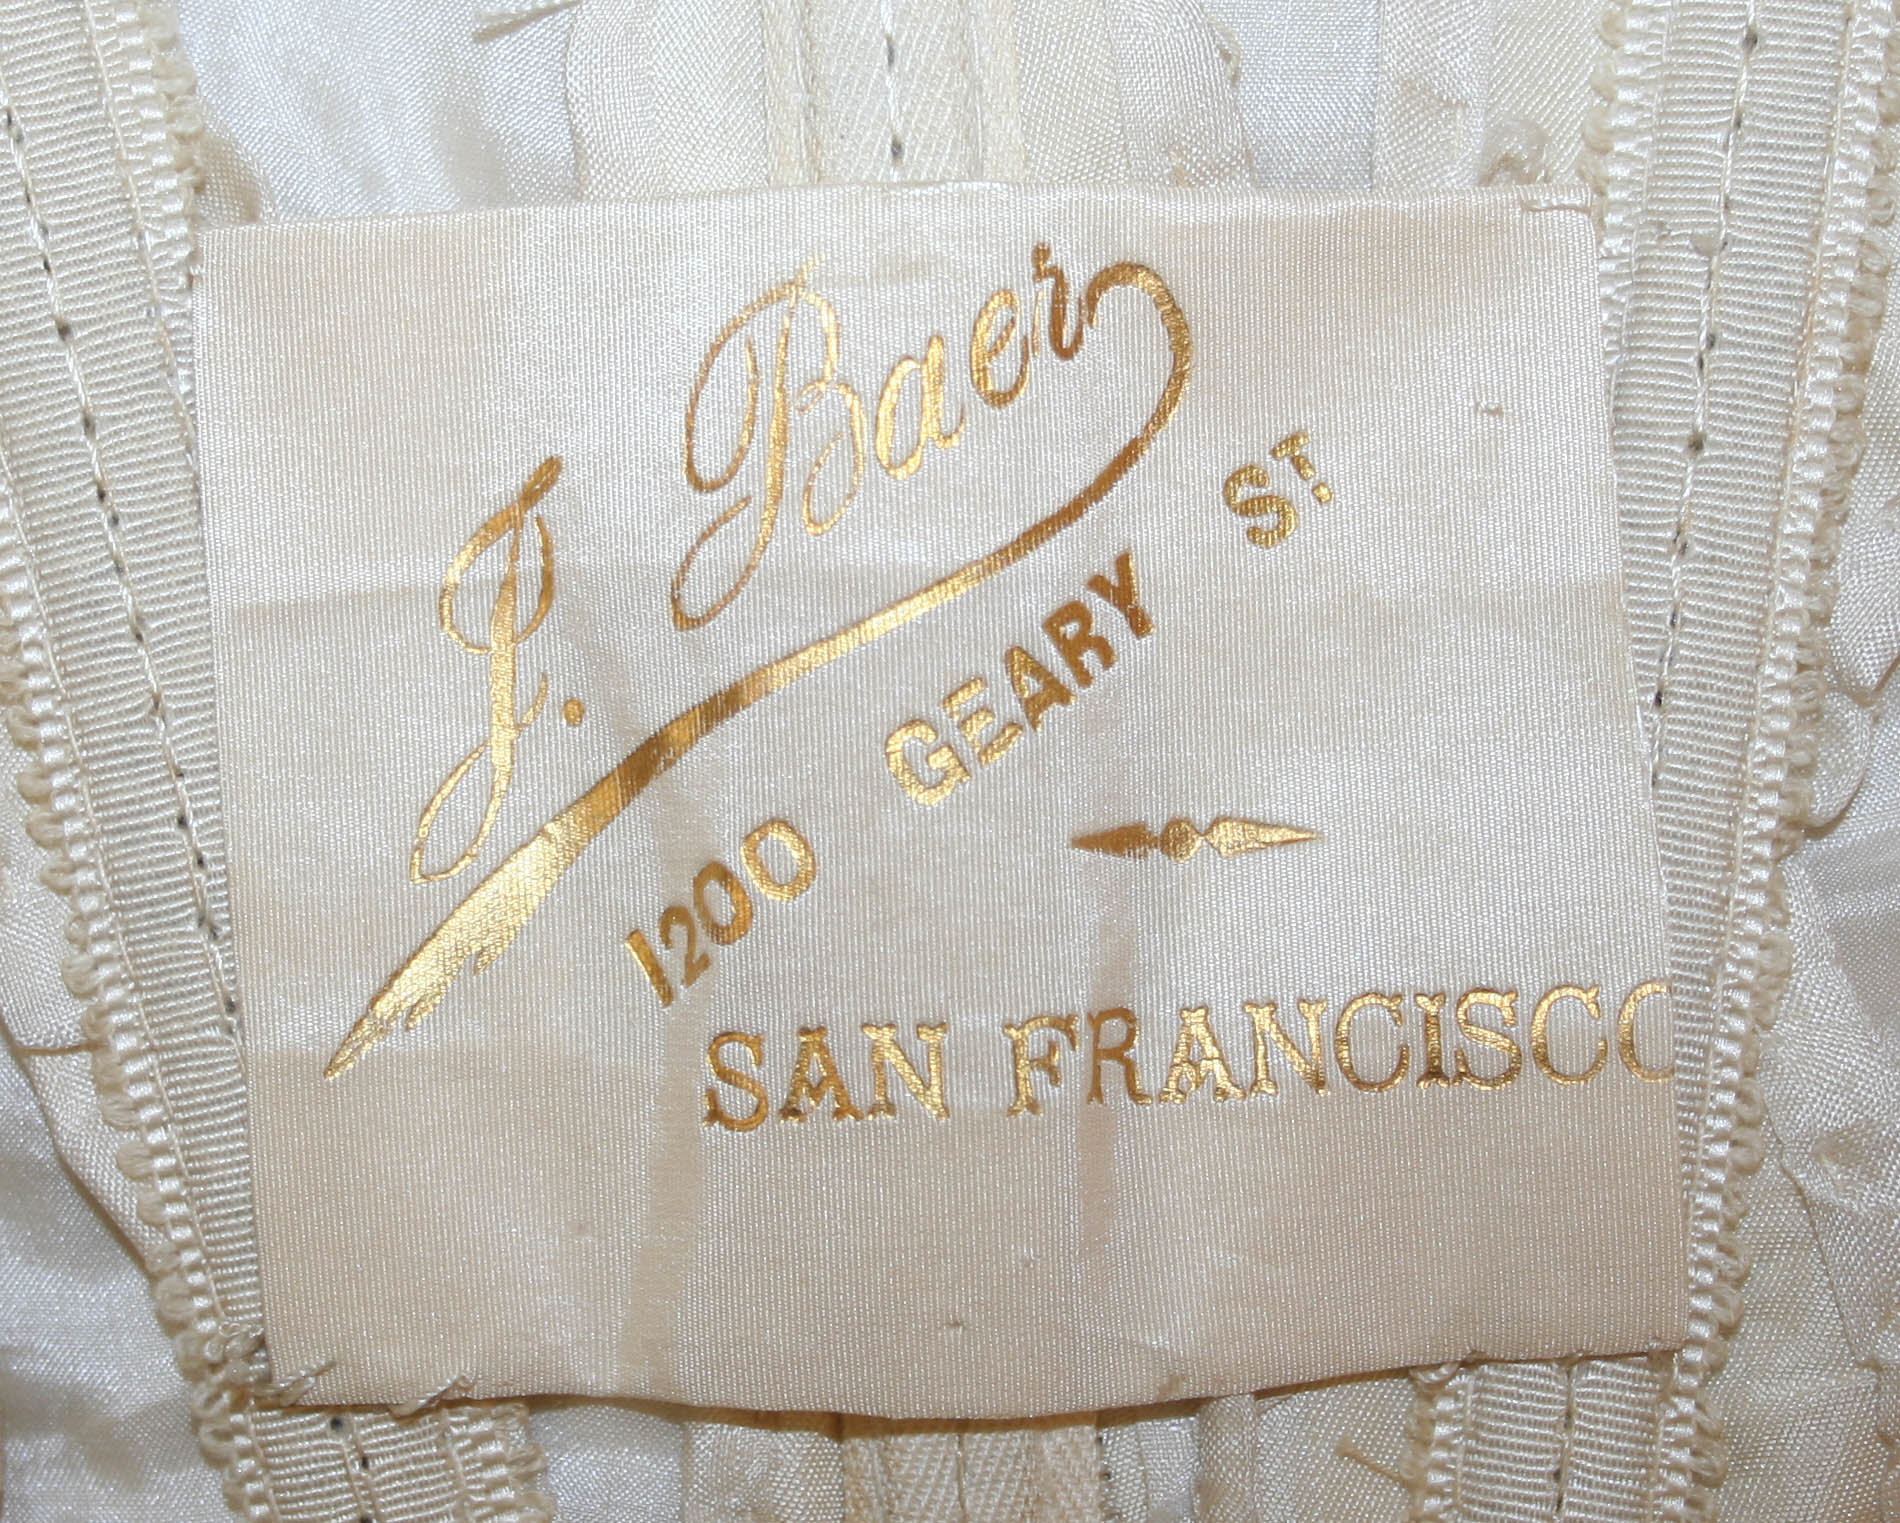 J. Baer
1200 GEARY ST.
SAN FRANCISCO